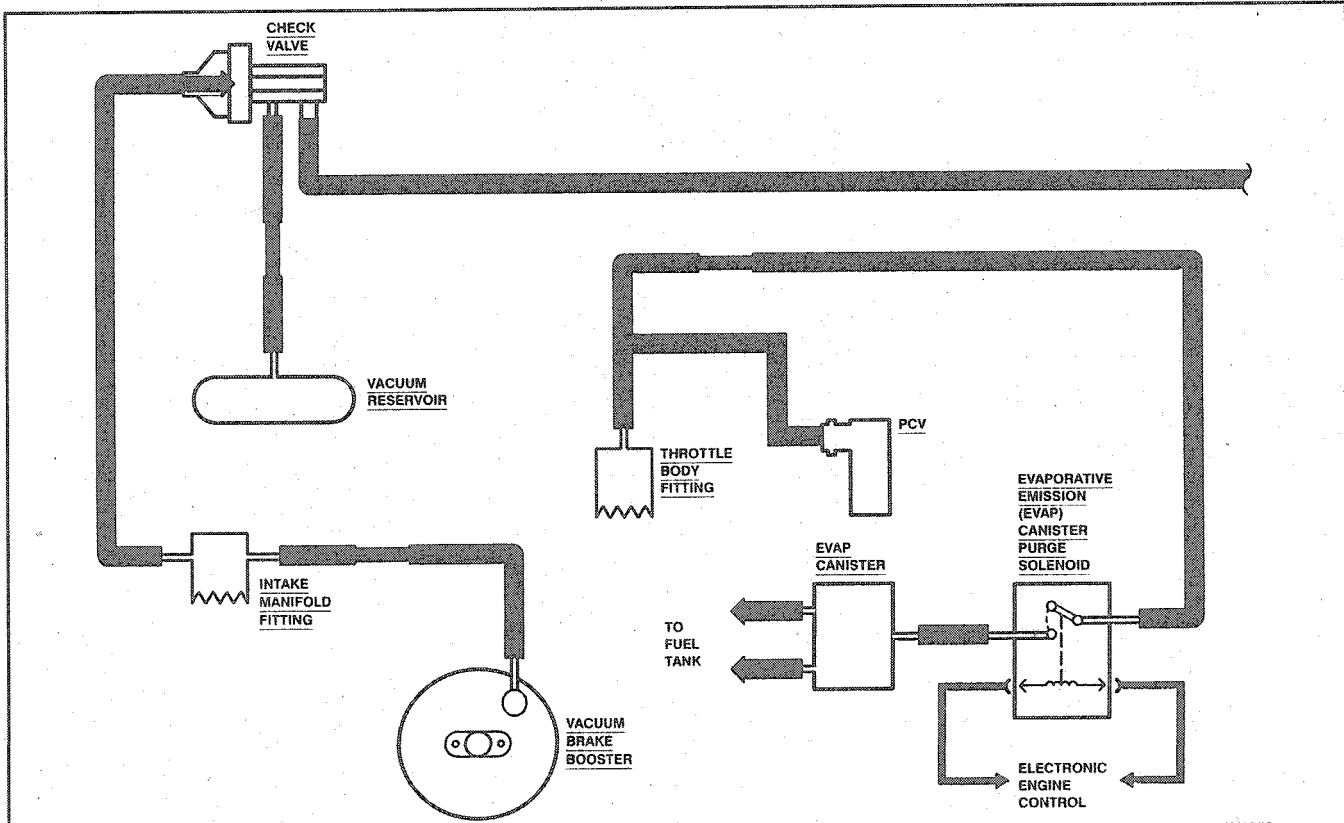 CHECK
VALVE
VACUUM
RESERVOIR
THROTTLE
BODY
FITTING
PCV
EVAPORATIVE
EMISSION
(EVAP)
CANISTER
PURGE
SOLENOID
EVAP
CANISTER
INTAKE
MANIFOLD
FITTING
TO
FUEL
TANK
VACUUM
BRAKE
BOOSTER
ELECTRONIC
ENGINE
CONTROL